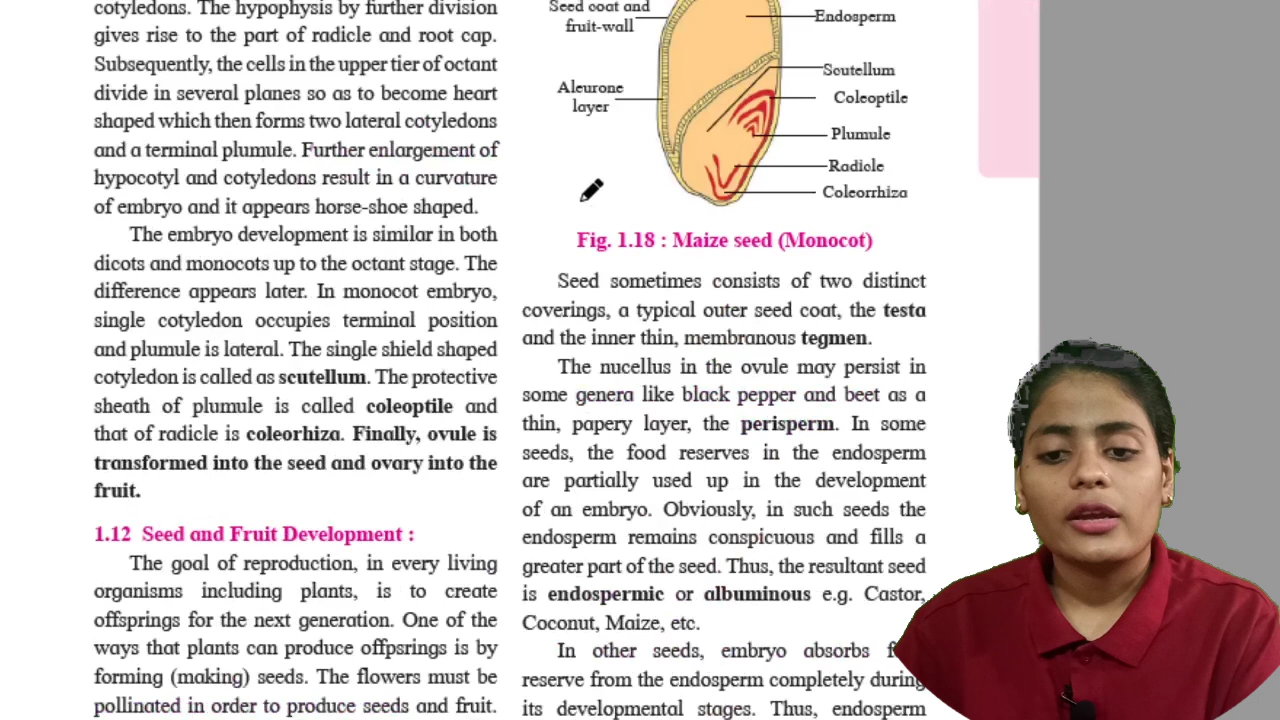 cotyledons. The hypophysis by further division
gives rise to the part of radicle and root cap.
Subsequently, the cells in the upper tier of octant
divide in several planes so as to become heart
shaped which then forms two lateral cotyledons
and a terminal plumule. Further enlargement of
hypocotyl and cotyledons result in a curvature
of embryo and it appears horse-shoe shaped.
The embryo development is similar in both
dicots and monocots up to the octant stage. The
difference appears later. In monocot embryo,
single cotyledon occupies terminal position
and plumule is lateral. The single shield shaped
cotyledon is called as scutellum. The protective
sheath of plumule is called coleoptile and
that of radicle is coleorhiza. Finally, ovule is
transformed into the seed and ovary into the
fruit.
1.12 Seed and Fruit Development :
The goal of reproduction, in every living
organisms including plants, is to create
offsprings for the next generation. One of the
ways that plants can produce offpsrings is by
forming (making) seeds. The flowers must be
pollinated in order to produce seeds and fruit.
Seed coat and
fruit-wall
Aleurone
layer
Endosperm
Scutellum
Coleoptile
Plumule
Radicle
Coleorrhiza
Fig. 1.18 : Maize seed (Monocot)
Seed sometimes consists of two distinct
coverings, a typical outer seed coat, the testa
and the inner thin, membranous tegmen.
The nucellus in the ovule may persist in
some genera like black pepper and beet as a
thin, papery layer, the perisperm. In some
seeds, the food reserves in the endosperm
are partially used up in the development
of an embryo. Obviously, in such seeds the
endosperm remains conspicuous and fills a
greater part of the seed. Thus, the resultant seed
is endospermic or albuminous e.g. Castor,
Coconut, Maize, etc.
In other seeds, embryo absorbs
reserve from the endosperm completely during
its developmental stages. Thus, endosperm